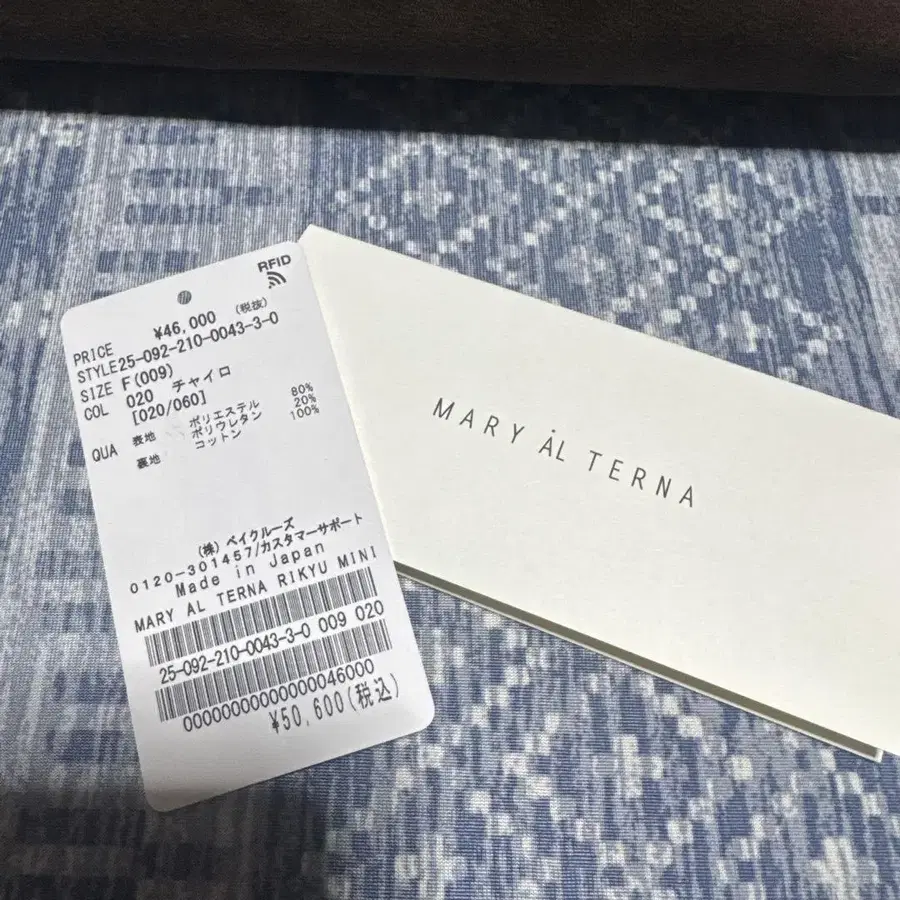 RFID
PRICE ¥46,000 (税抜)
STYLE25-092-210-0043-3-0
SIZE F(009)
COL 020 チャイロ
[020/060]
QUA 表地 ポリエステル 80%
ポリウレタン 20%
裏地 コットン 100%
(株) ベイクルーズ
0120-301457/カスタマーサポート
Made in Japan
MARY AL TERNA RIKYU MINI
25-092-210-0043-3-0 009 020
00000000000000046000
¥50,600(税込)
MARY ÅL TERNA